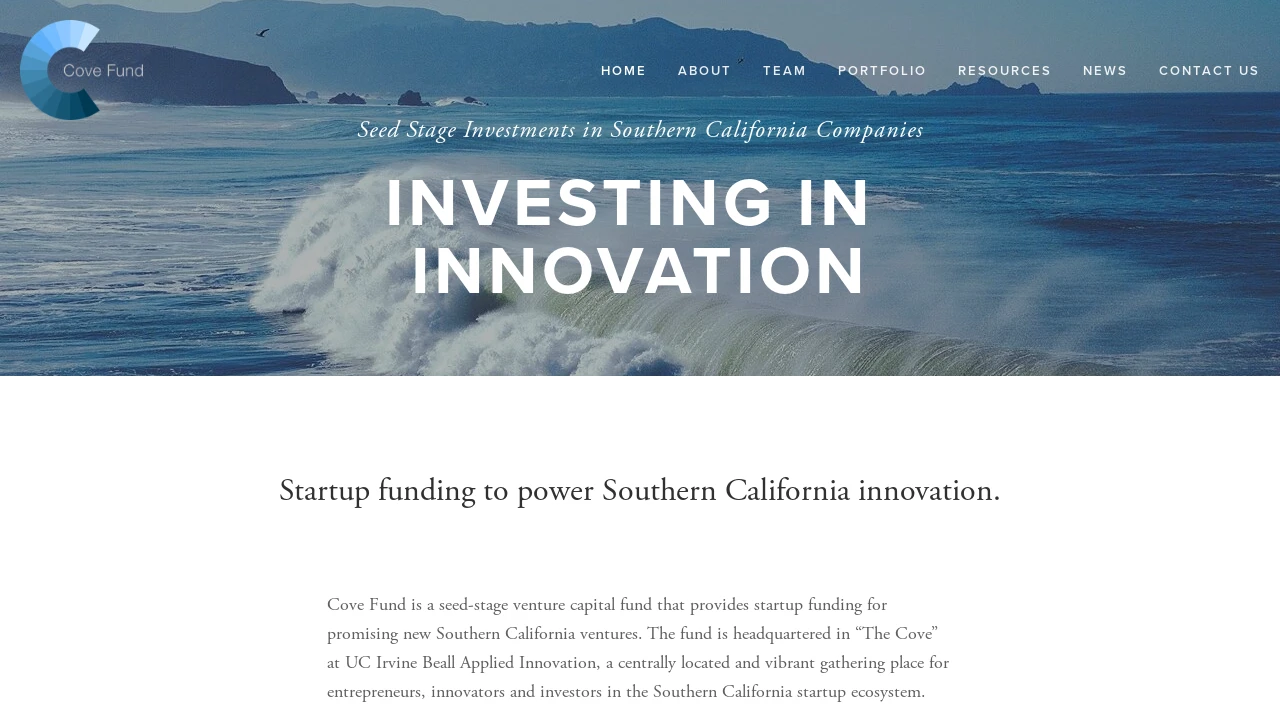 Cove Fund
HOME ABOUT TEAM PORTFOLIO RESOURCES NEWS CONTACT US
Seed Stage Investments in Southern California Companies
INVESTING IN
INNOVATION
Startup funding to power Southern California innovation.
Cove Fund is a seed-stage venture capital fund that provides startup funding for
promising new Southern California ventures. The fund is headquartered in “The Cove”
at UC Irvine Beall Applied Innovation, a centrally located and vibrant gathering place for
entrepreneurs, innovators and investors in the Southern California startup ecosystem.